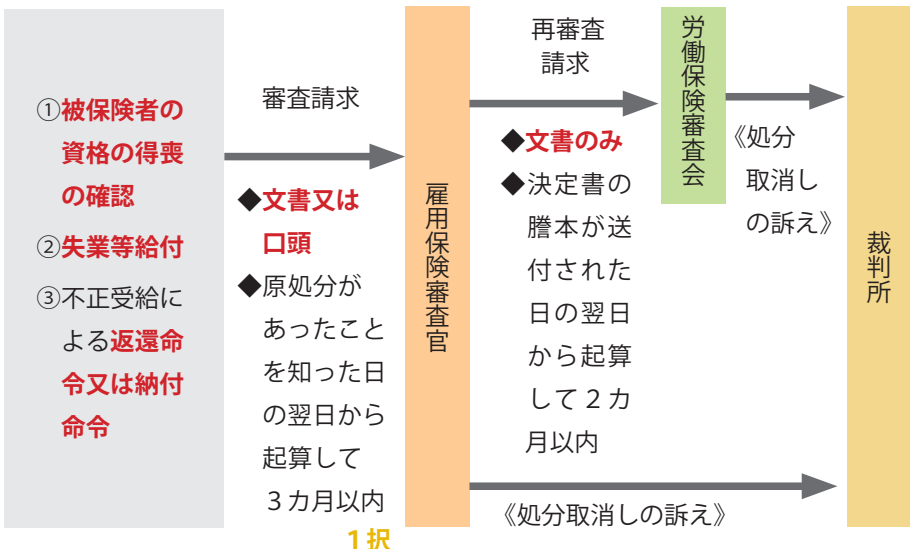 ①被保険者の
資格の得喪
の確認
②失業等給付
③不正受給に
よる返還命
令又は納付
命令
審査請求
◆文書又は
口頭
◆原処分が
あったこと
を知った日
の翌日から
起算して
３カ月以内
１択
雇用保険審査官
再審査
請求
◆文書のみ
◆決定書の
謄本が送
付された
日の翌日
から起算
して２カ
月以内
労働保険審査会
《処分
取消し
の訴え》
《処分取消しの訴え》
裁判所